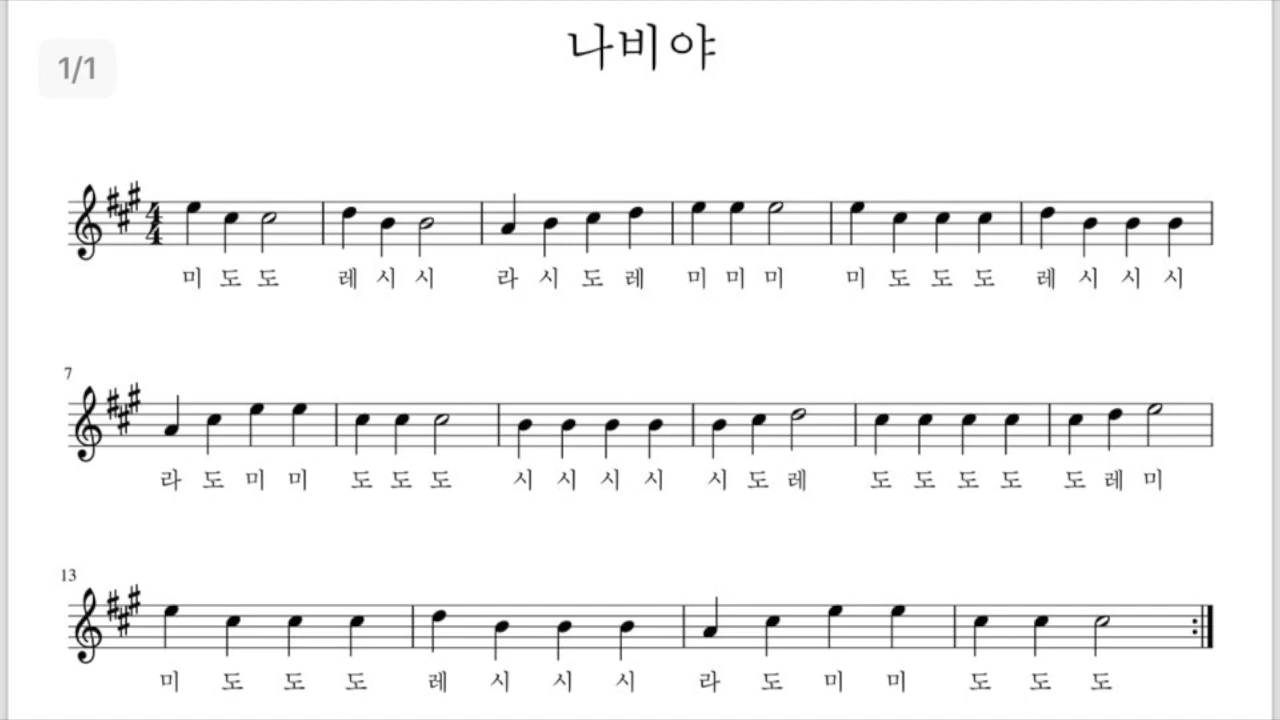 1/1
나비야
4
4
미 도 도 레 시 시 라 시 도 레 미 미 미 미 도 도 도 레 시 시 시
7
라 도 미 미 도 도 도 시 시 시 시 시 도 레 도 도 도 도 도 레 미
13
미 도 도 도 레 시 시 시 라 도 미 미 도 도 도